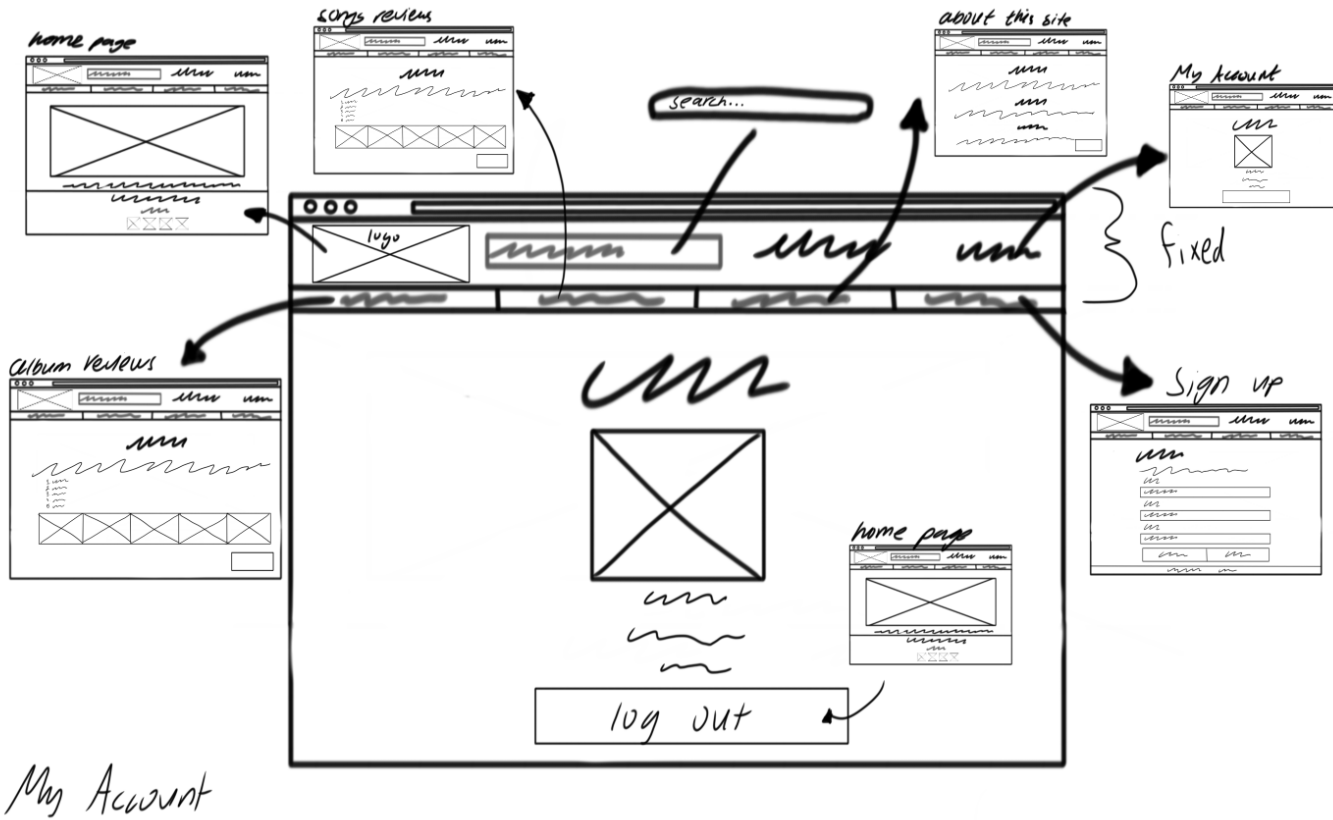 songs reviews
about this site
home page
My Account
search...
logo
fixed
album reviews
Sign up
home page
log out
My Account